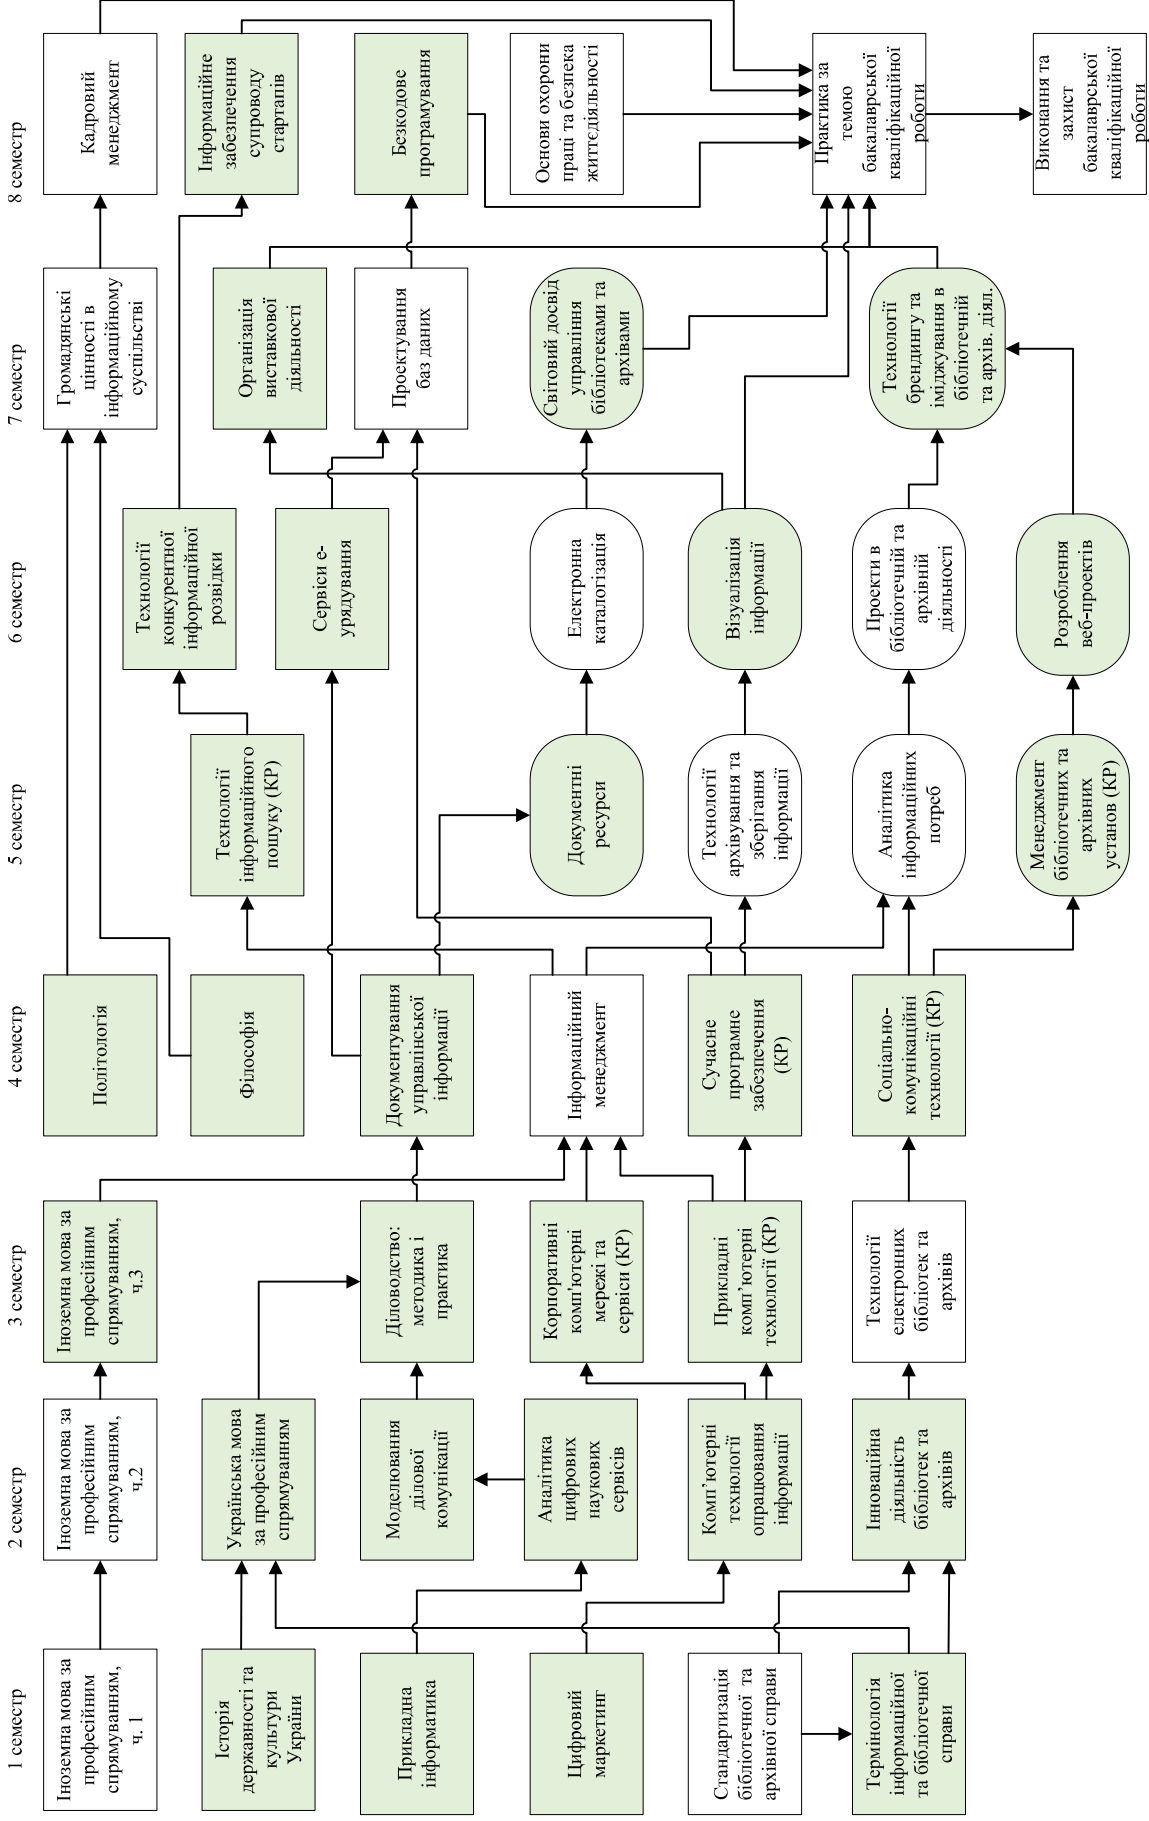 1 семестр
Іноземна мова за
професійним
спрямуванням,
ч. 1
Історія
державності та
культури
України
Прикладна
інформатика
Цифровий
маркетинг
Стандартизація
бібліотечної та
архівної справи
Термінологія
інформаційної
та бібліотечної
справи
2 семестр
Іноземна мова за
професійним
спрямуванням,
ч.2
Українська мова
за професійним
спрямуванням
Моделювання
ділової
комунікації
Аналітика
цифрових
наукових
сервісів
Комп’ютерні
технології
опрацювання
інформації
Інноваційна
діяльність
бібліотек та
архівів
3 семестр
Іноземна мова за
професійним
спрямуванням,
ч.3
Діловодство:
методика і
практика
Корпоративні
комп'ютерні
мережі та
сервіси (КР)
Прикладні
комп’ютерні
технології (КР)
Технології
електронних
бібліотек та
архівів
4 семестр
Політологія
Філософія
Документування
управлінської
інформації
Інформаційний
менеджмент
Сучасне
програмне
забезпечення
(КР)
Соціально-
комунікаційні
технології (КР)
5 семестр
Технології
інформаційного
пошуку (КР)
Документні
ресурси
Технології
архівування та
зберігання
інформації
Аналітика
інформаційних
потреб
Менеджмент
бібліотечних та
архівних
установ (КР)
6 семестр
Технології
конкурентної
інформаційної
розвідки
Сервіси е-
урядування
Електронна
каталогізація
Візуалізація
інформації
Проекти в
бібліотечній та
архівній
діяльності
Розроблення
веб-проектів
7 семестр
Громадянські
цінності в
інформаційному
суспільстві
Організація
виставкової
діяльності
Проектування
баз даних
Світовий досвід
управління
бібліотеками та
архівами
Технології
брендингу та
іміджування в
бібліотечній
та архів. діял.
8 семестр
Кадровий
менеджмент
Інформаційне
забезпечення
супроводу
стартапів
Безкодове
програмування
Основи охорони
праці та безпека
життєдіяльності
Практика за
темою
бакалаврської
кваліфікаційної
роботи
Виконання та
захист
бакалаврської
кваліфікаційної
роботи